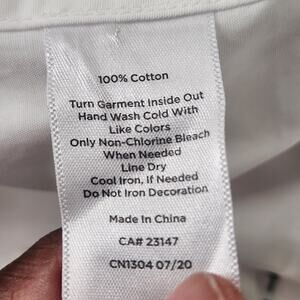 100% Cotton
Turn Garment Inside Out
Hand Wash Cold With
Like Colors
Only Non-Chlorine Bleach
When Needed
Line Dry
Cool Iron, If Needed
Do Not Iron Decoration
Made In China
CA# 23147
CN1304 07/20